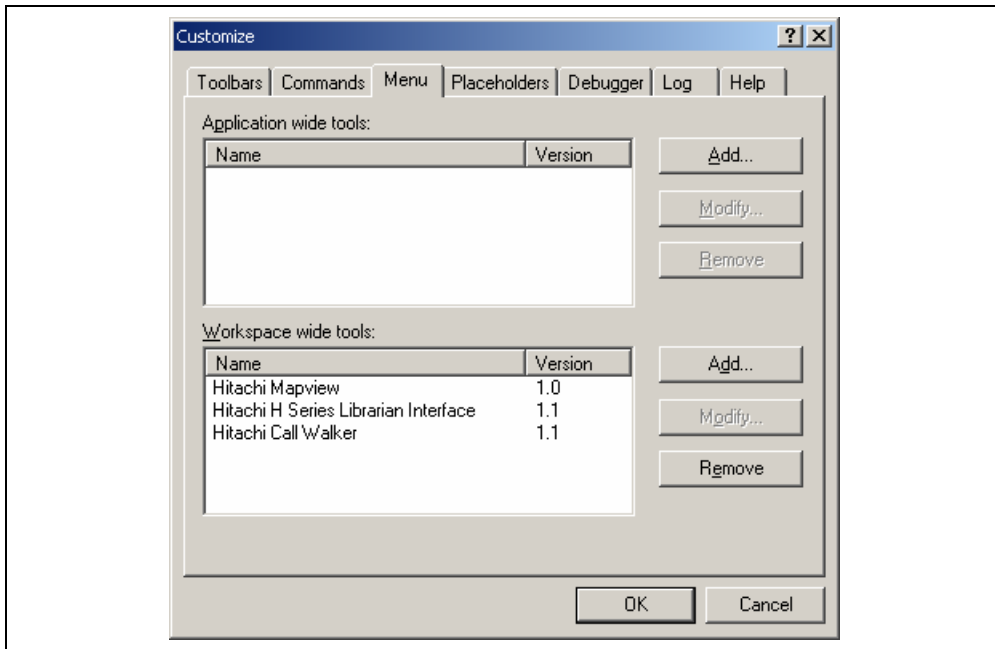 Customize
Toolbars Commands Menu Placeholders Debugger Log Help
Application wide tools:
Name Version
Add...
Modify...
Remove
Workspace wide tools:
Name Version
Hitachi Mapview 1.0
Hitachi H Series Librarian Interface 1.1
Hitachi Call Walker 1.1
Add...
Modify...
Remove
OK Cancel